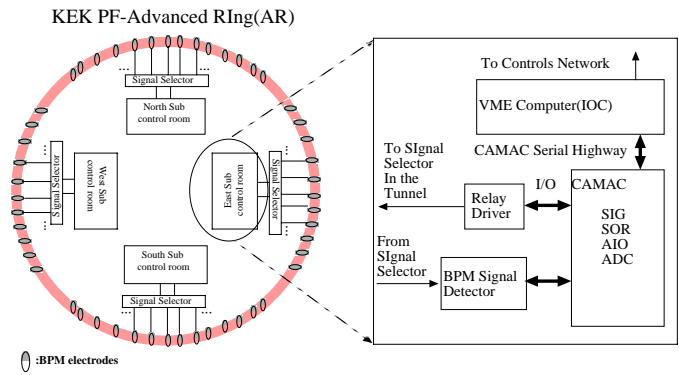 KEK PF-Advanced RIng(AR)
...
...
Signal Selector
North Sub
control room
...
...
Signal Selector
West Sub
control room
East Sub
control room
Signal Selector
...
...
South Sub
control room
Signal Selector
...
...
:BPM electrodes
To Controls Network
VME Computer(IOC)
CAMAC Serial Highway
To SIgnal
Selector
In the
Tunnel
I/O
CAMAC
Relay
Driver
SIG
SOR
AIO
ADC
From
SIgnal
Selector
BPM Signal
Detector